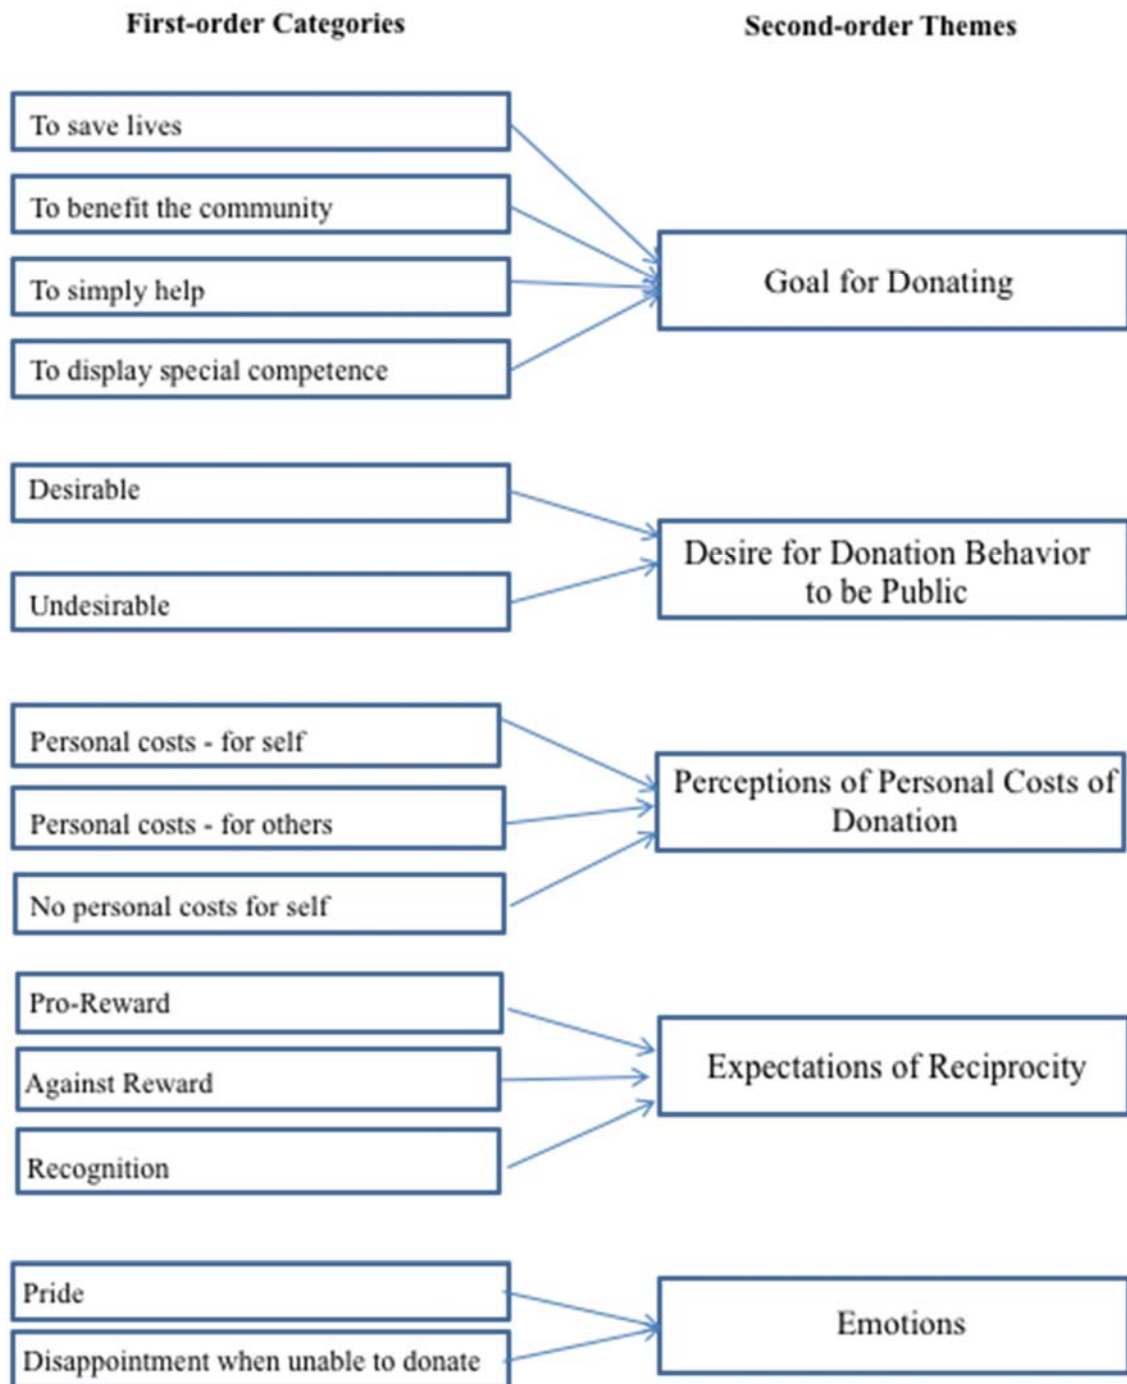 First-order Categories
Second-order Themes
To save lives
To benefit the community
To simply help
To display special competence
Goal for Donating
Desirable
Undesirable
Desire for Donation Behavior
to be Public
Personal costs - for self
Personal costs - for others
No personal costs for self
Perceptions of Personal Costs of
Donation
Pro-Reward
Against Reward
Recognition
Expectations of Reciprocity
Pride
Disappointment when unable to donate
Emotions